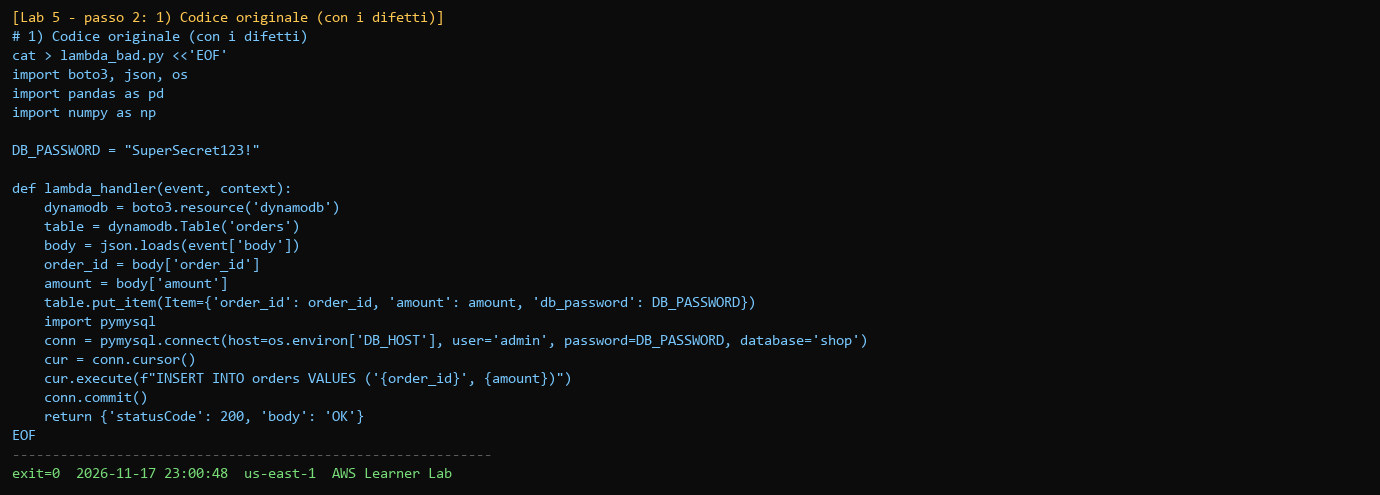 [Lab 5 - passo 2: 1) Codice originale (con i difetti)]
# 1) Codice originale (con i difetti)
cat > lambda_bad.py <<'EOF'
import boto3, json, os
import pandas as pd
import numpy as np

DB_PASSWORD = "SuperSecret123!"

def lambda_handler(event, context):
    dynamodb = boto3.resource('dynamodb')
    table = dynamodb.Table('orders')
    body = json.loads(event['body'])
    order_id = body['order_id']
    amount = body['amount']
    table.put_item(Item={'order_id': order_id, 'amount': amount, 'db_password': DB_PASSWORD})
    import pymysql
    conn = pymysql.connect(host=os.environ['DB_HOST'], user='admin', password=DB_PASSWORD, database='shop')
    cur = conn.cursor()
    cur.execute(f"INSERT INTO orders VALUES ('{order_id}', {amount})")
    conn.commit()
    return {'statusCode': 200, 'body': 'OK'}
EOF
------------------------------------------------------------
exit=0  2026-11-17 23:00:48  us-east-1  AWS Learner Lab